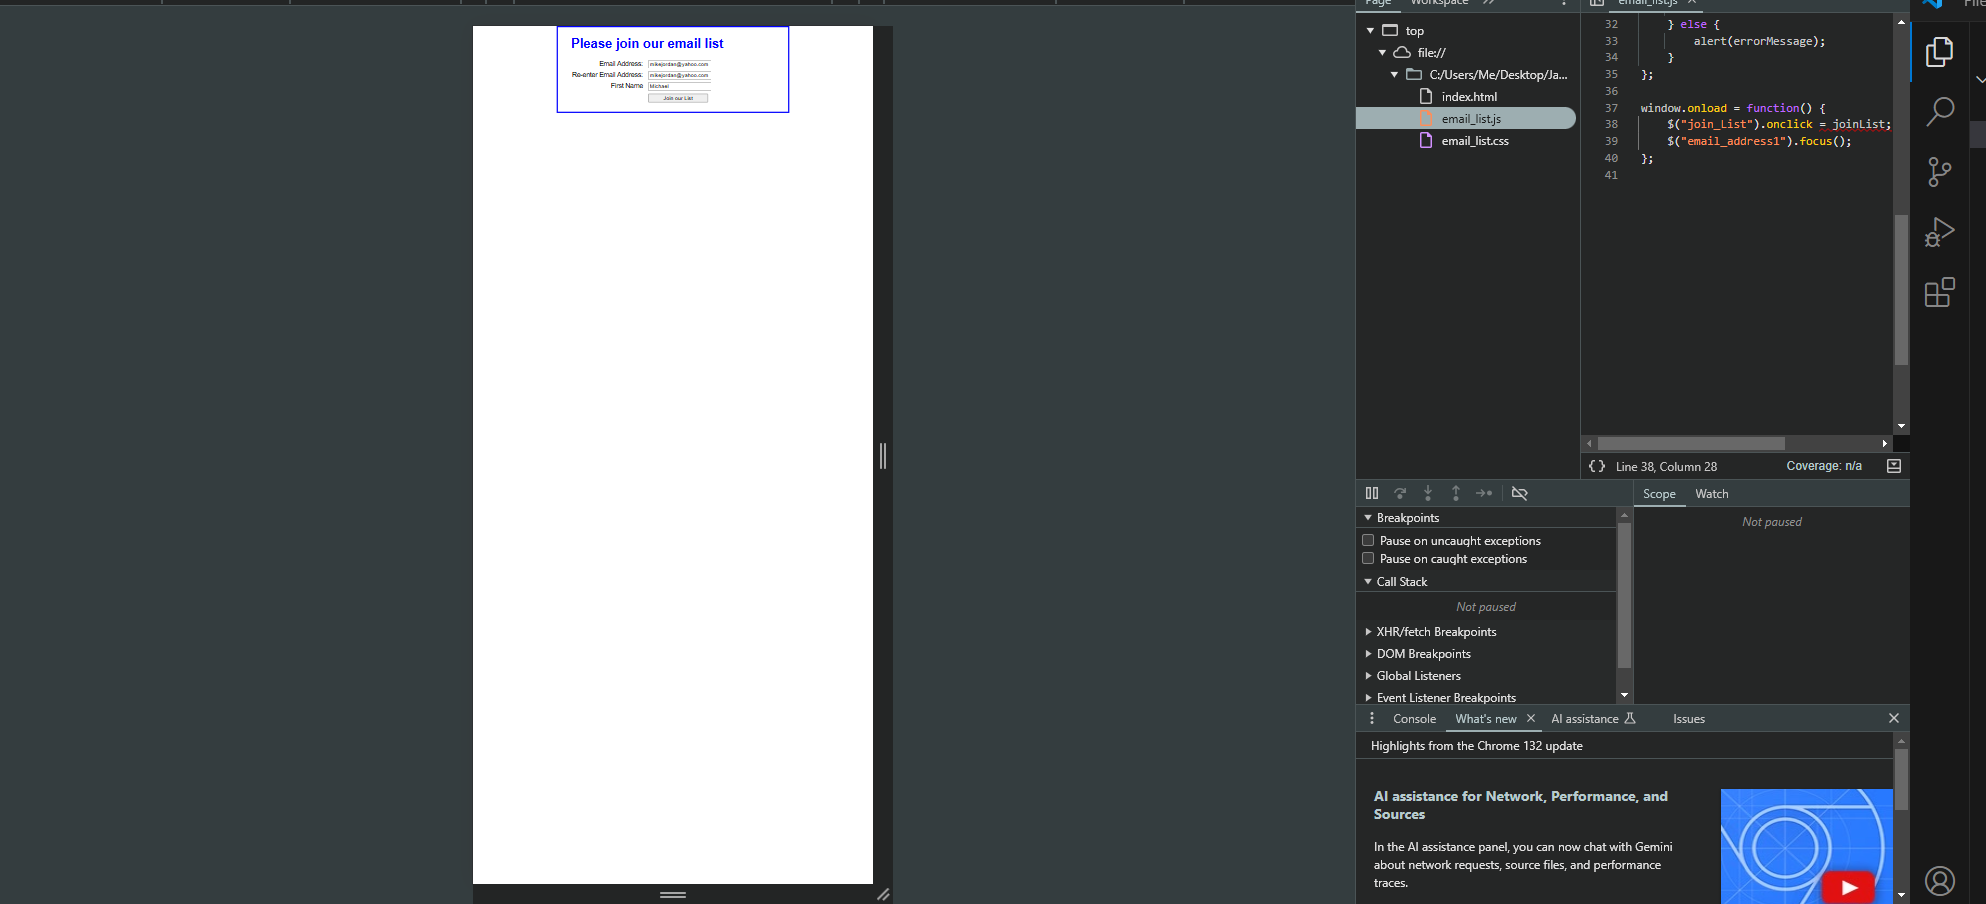 Please join our email list
Email Address: mikejordan@yahoo.com
Re-enter Email Address: mikejordan@yahoo.com
First Name Michael
Join our List
Page Workspace
top
file://
C:/Users/Me/Desktop/Ja...
index.html
email_list.js
email_list.css
email_list.js
32 } else {
33 alert(errorMessage);
34 }
35 };
36
37 window.onload = function() {
38 $("join_List").onclick = joinList;
39 $("email_address1").focus();
40 };
41
{} Line 38, Column 28 Coverage: n/a
Breakpoints
Pause on uncaught exceptions
Pause on caught exceptions
Call Stack
Not paused
XHR/fetch Breakpoints
DOM Breakpoints
Global Listeners
Event Listener Breakpoints
Scope Watch
Not paused
Console What's new AI assistance Issues
Highlights from the Chrome 132 update
AI assistance for Network, Performance, and
Sources
In the AI assistance panel, you can now chat with Gemini
about network requests, source files, and performance
traces.